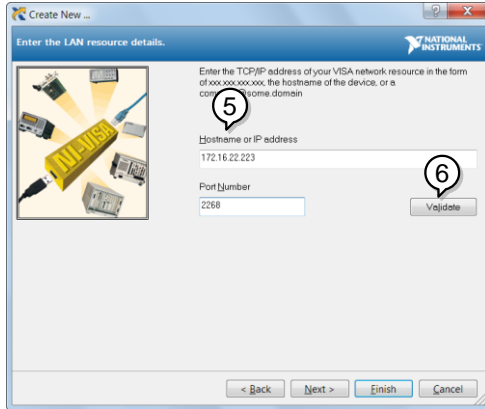 Create New ...
Enter the LAN resource details.
NATIONAL
INSTRUMENTS
Enter the TCP/IP address of your VISA network resource in the form
of xxx.xxx.xxx.xxx, the hostname of the device, or a
some.domain
5
Hostname or IP address
172.16.22.223
6
Port Number
2268
Validate
NI-VISA
< Back
Next >
Finish
Cancel